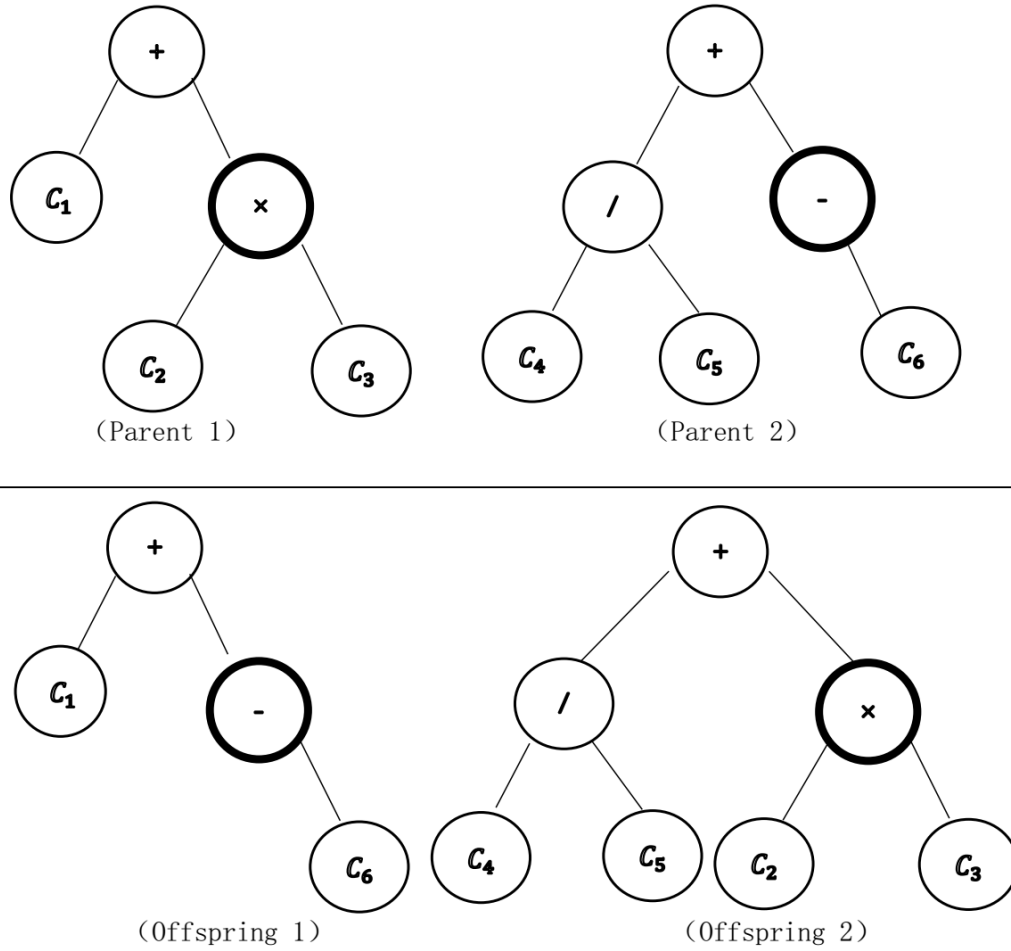 + +
C₁ × / -
C₂ C₃ C₄ C₅ C₆
(Parent 1) (Parent 2)
+ +
C₁ - / ×
C₆ C₄ C₅ C₂ C₃
(Offspring 1) (Offspring 2)